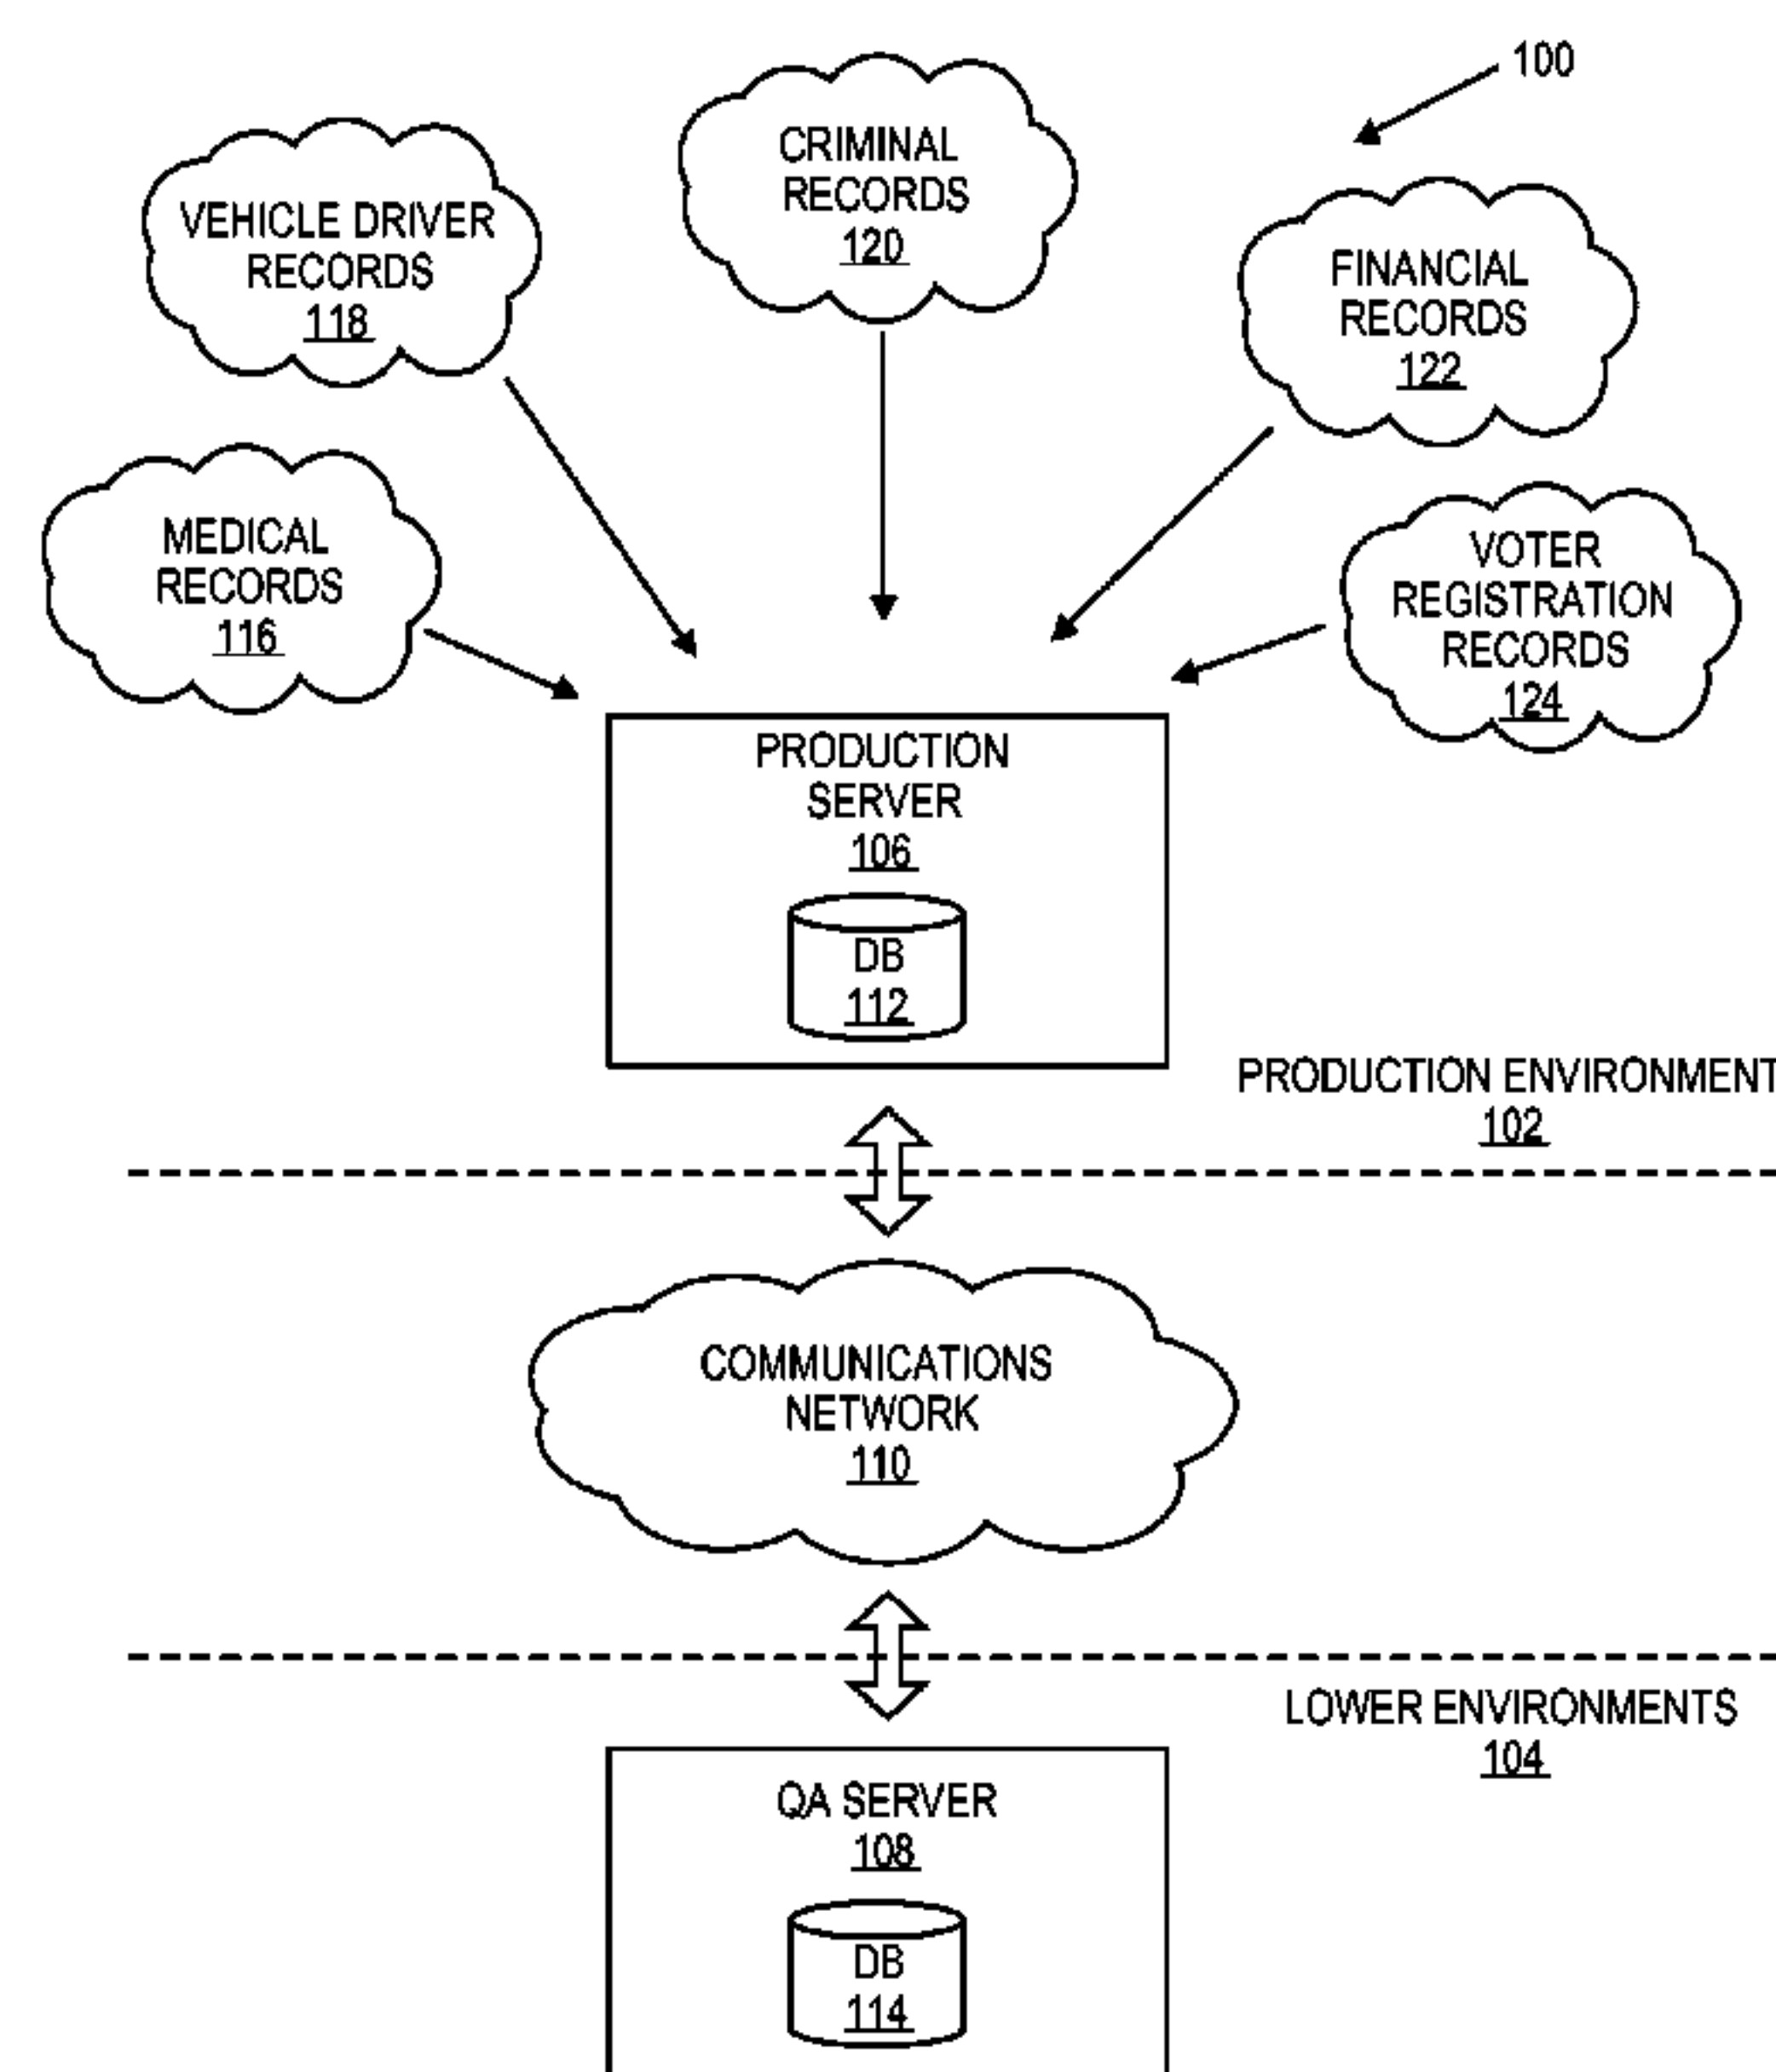 100
CRIMINAL
RECORDS
120
VEHICLE DRIVER
RECORDS
118
FINANCIAL
RECORDS
122
MEDICAL
RECORDS
116
VOTER
REGISTRATION
RECORDS
124
PRODUCTION
SERVER
106
DB
112
PRODUCTION ENVIRONMENT
102
COMMUNICATIONS
NETWORK
110
LOWER ENVIRONMENTS
104
QA SERVER
108
DB
114